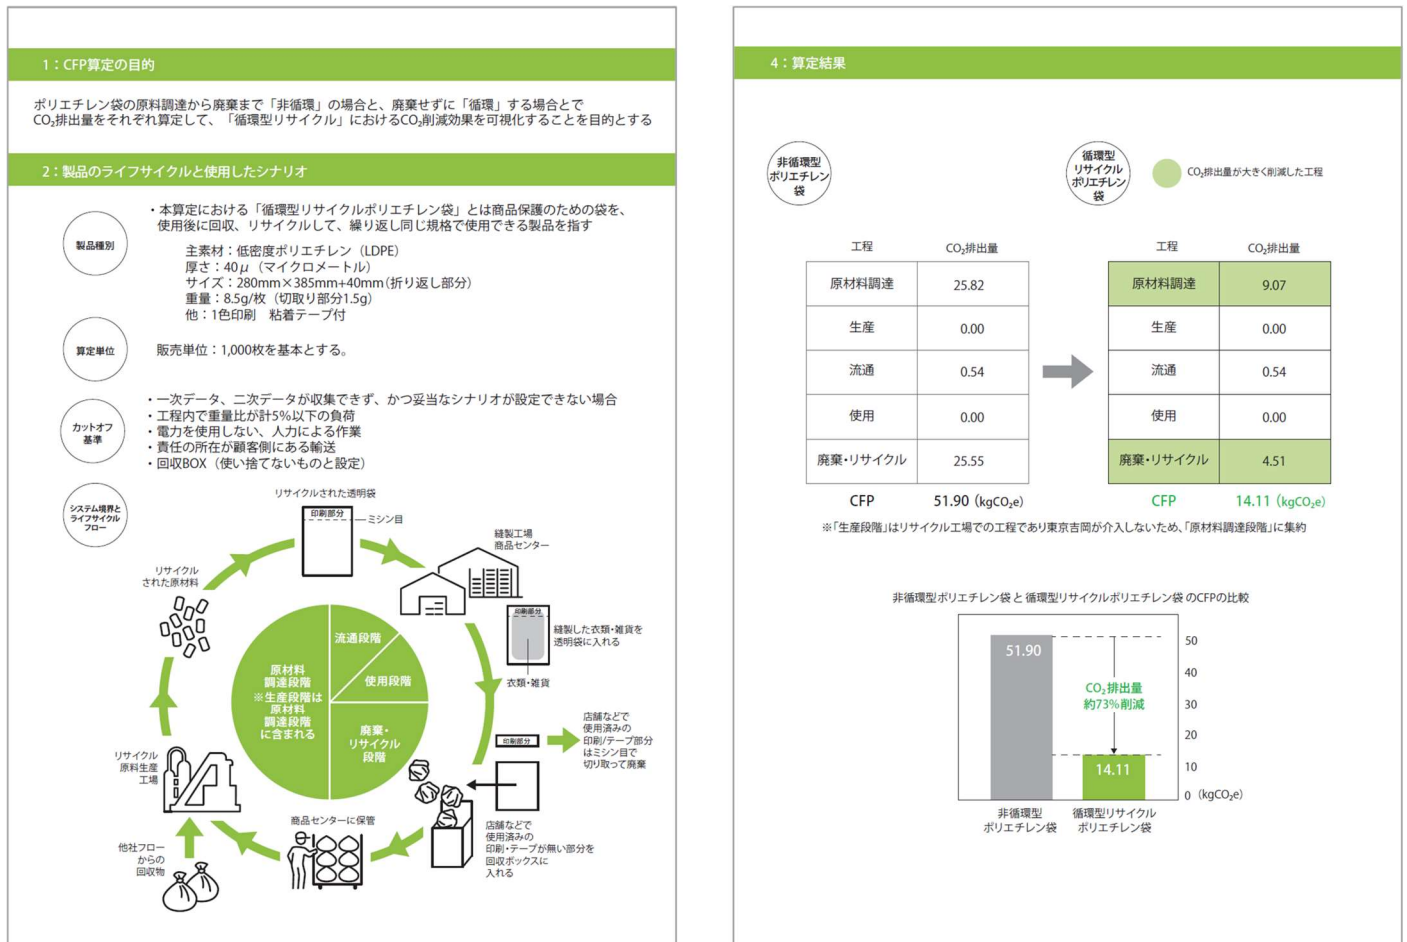 1：CFP算定の目的
ポリエチレン袋の原料調達から廃棄まで「非循環」の場合と、廃棄せずに「循環」する場合とで
CO₂排出量をそれぞれ算定して、「循環型リサイクル」におけるCO₂削減効果を可視化することを目的とする
2：製品のライフサイクルと使用したシナリオ
製品種別
・本算定における「循環型リサイクルポリエチレン袋」とは商品保護のための袋を、
使用後に回収、リサイクルして、繰り返し同じ規格で使用できる製品を指す
主素材：低密度ポリエチレン（LDPE）
厚さ：40μ（マイクロメートル）
サイズ：280mm×385mm+40mm（折り返し部分）
重量：8.5g/枚（切取り部分1.5g）
他：1色印刷　粘着テープ付
算定単位
販売単位：1,000枚を基本とする。
カットオフ
基準
・一次データ、二次データが収集できず、かつ妥当なシナリオが設定できない場合
・工程内で重量比が計5%以下の負荷
・電力を使用しない、人力による作業
・責任の所在が顧客側にある輸送
・回収BOX（使い捨てないものと設定）
システム境界と
ライフサイクル
フロー
リサイクルされた透明袋
印刷部分
ミシン目
縫製工場
商品センター
印刷部分
縫製した衣類・雑貨を
透明袋に入れる
衣類・雑貨
店舗などで
使用済みの
印刷/テープ部分
はミシン目で
切り取って廃棄
印刷部分
店舗などで
使用済みの
印刷・テープが無い部分を
回収ボックスに
入れる
商品センターに保管
他社フロー
からの
回収物
リサイクル
原料生産
工場
リサイクル
された原材料
原材料
調達段階
※生産段階は
原材料
調達段階
に含まれる
流通段階
使用段階
廃棄・
リサイクル
段階
4：算定結果
非循環型
ポリエチレン
袋
循環型
リサイクル
ポリエチレン
袋
CO₂排出量が大きく削減した工程
工程 CO₂排出量
原材料調達 25.82
生産 0.00
流通 0.54
使用 0.00
廃棄・リサイクル 25.55
CFP 51.90（kgCO₂e）
工程 CO₂排出量
原材料調達 9.07
生産 0.00
流通 0.54
使用 0.00
廃棄・リサイクル 4.51
CFP 14.11（kgCO₂e）
※「生産段階」はリサイクル工場での工程であり東京吉岡が介入しないため、「原材料調達段階」に集約
非循環型ポリエチレン袋 と 循環型リサイクルポリエチレン袋 のCFPの比較
51.90
CO₂排出量
約73%削減
14.11
50
40
30
20
10
0（kgCO₂e）
非循環型
ポリエチレン袋
循環型リサイクル
ポリエチレン袋